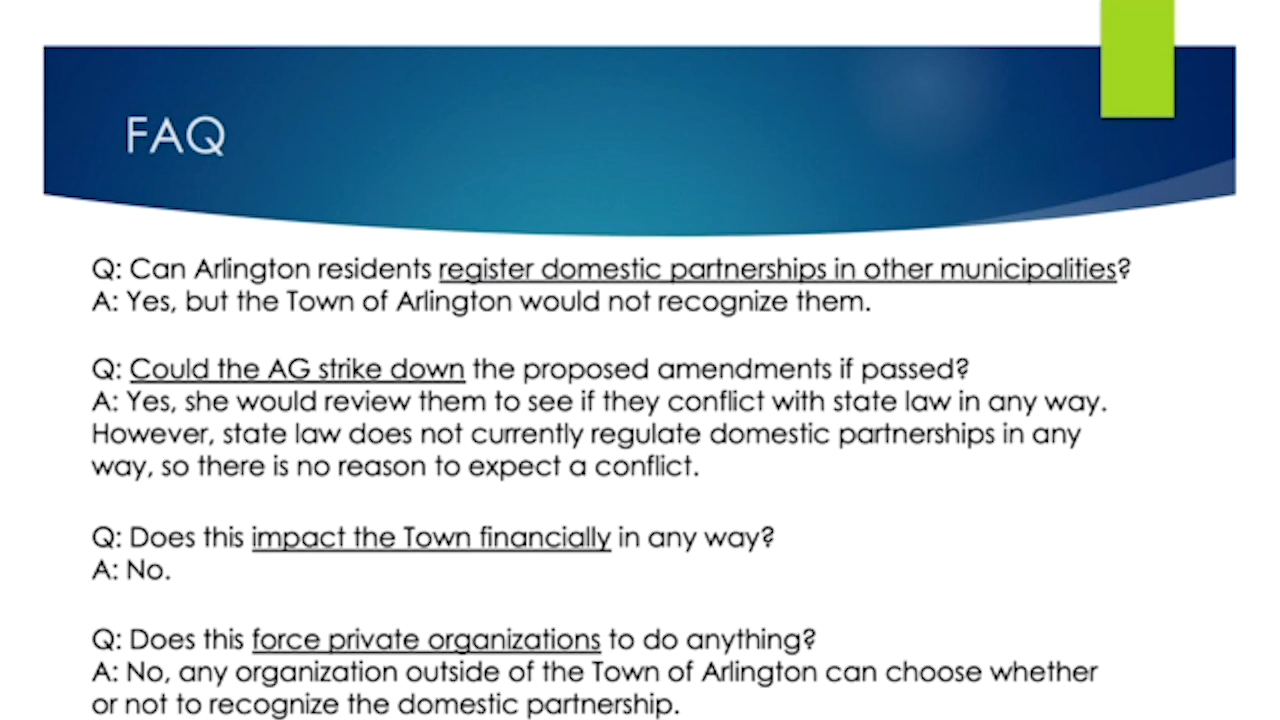 FAQ
Q: Can Arlington residents register domestic partnerships in other municipalities?
A: Yes, but the Town of Arlington would not recognize them.
Q: Could the AG strike down the proposed amendments if passed?
A: Yes, she would review them to see if they conflict with state law in any way.
However, state law does not currently regulate domestic partnerships in any
way, so there is no reason to expect a conflict.
Q: Does this impact the Town financially in any way?
A: No.
Q: Does this force private organizations to do anything?
A: No, any organization outside of the Town of Arlington can choose whether
or not to recognize the domestic partnership.